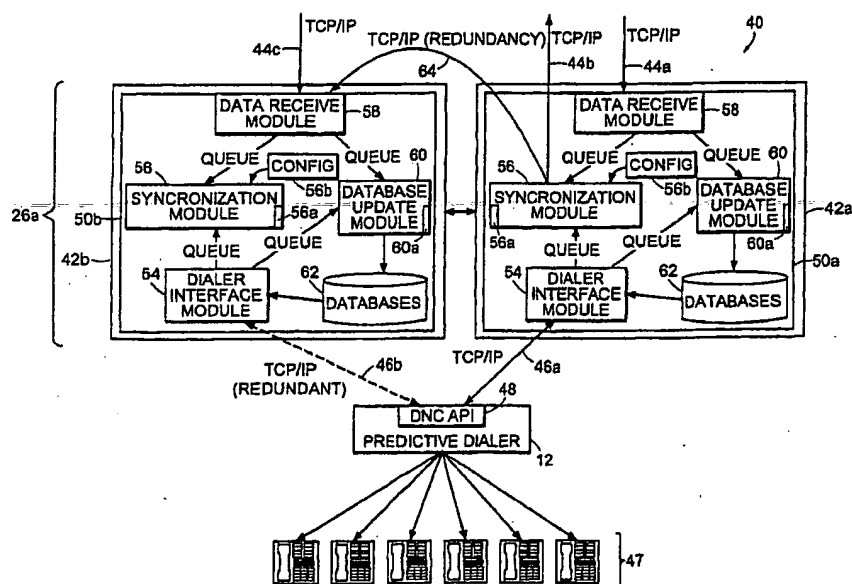 TCP/IP
TCP/IP (REDUNDANCY)
TCP/IP
TCP/IP
40
44c
64
44b
44a
DATA RECEIVE
MODULE
58
DATA RECEIVE
MODULE
58
QUEUE
QUEUE
QUEUE
QUEUE
56
CONFIG
60
56
CONFIG
60
26a
SYNCRONIZATION
MODULE
56a
56b
DATABASE
UPDATE
MODULE
60a
SYNCRONIZATION
MODULE
56a
56b
DATABASE
UPDATE
MODULE
60a
50b
42a
42b
QUEUE
QUEUE
QUEUE
QUEUE
50a
54
DIALER
INTERFACE
MODULE
62
DATABASES
54
DIALER
INTERFACE
MODULE
62
DATABASES
TCP/IP
(REDUNDANT)
46b
TCP/IP
46a
48
DNC API
PREDICTIVE DIALER
12
47